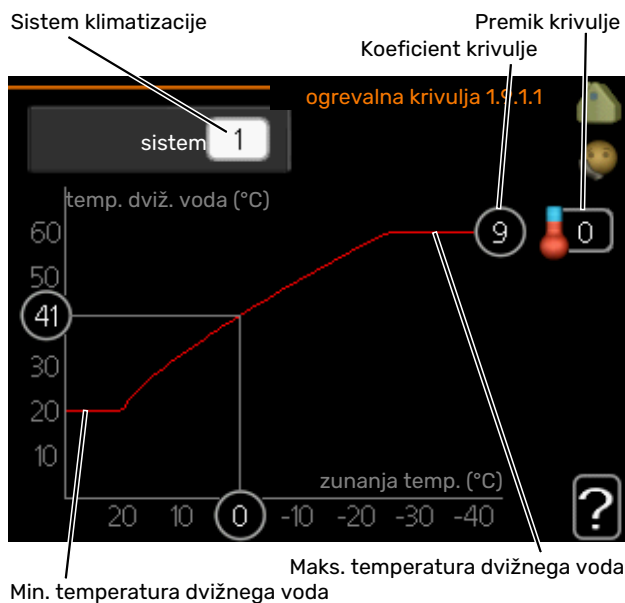 Sistem klimatizacije
Premik krivulje
Koeficient krivulje
ogrevalna krivulja 1.9.1.1
sistem 1
temp. dviž. voda (°C)
60
9
0
50
41
30
20
10
zunanja temp. (°C)
20 10 0 -10 -20 -30 -40
?
Maks. temperatura dvižnega voda
Min. temperatura dvižnega voda